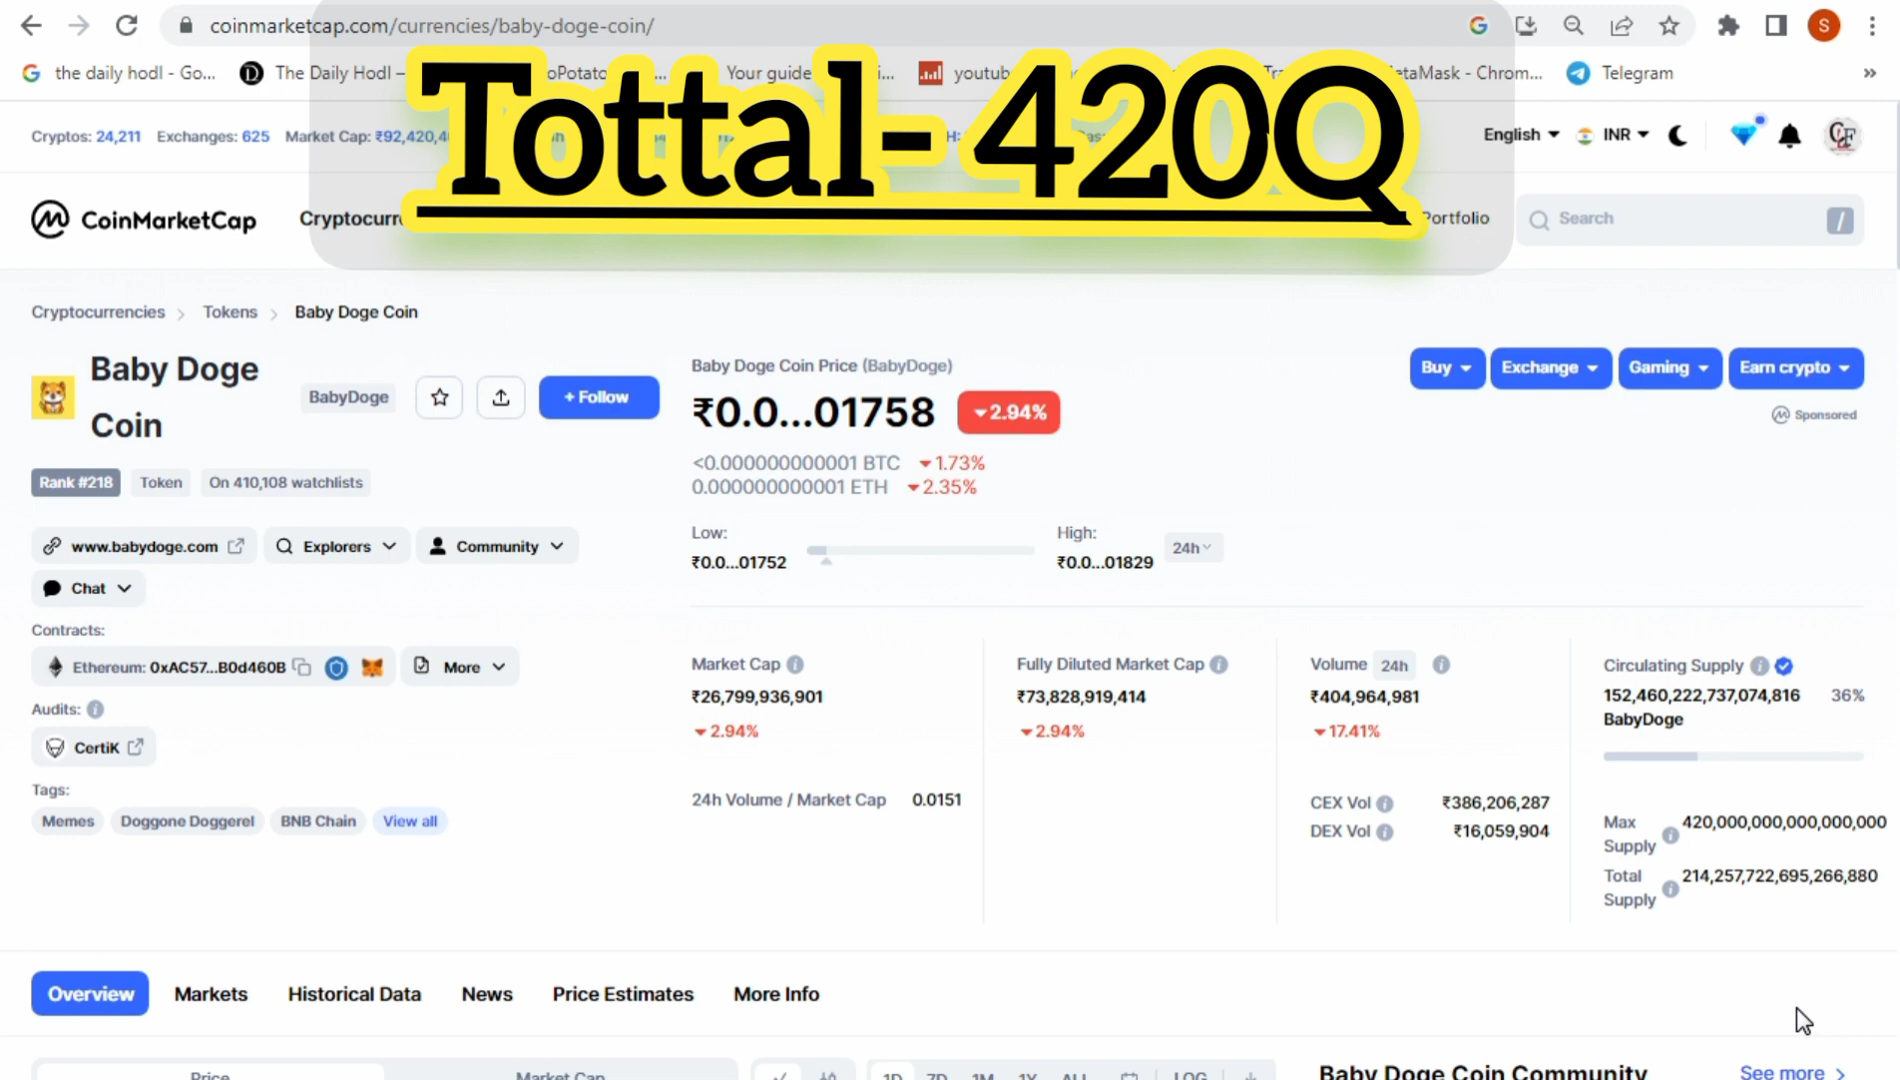 coinmarketcap.com/currencies/baby-doge-coin/
S
the daily hodl - Go...
The Daily Hodl –
oPotato
Your guide
youtub
etaMask - Chrom...
Telegram
»
Tottal- 420Q
Cryptos: 24,211 Exchanges: 625 Market Cap: ₹92,420,4
English
INR
CoinMarketCap
Cryptocurr
Portfolio
Search
/
Cryptocurrencies
Tokens
Baby Doge Coin
Baby Doge
Coin
BabyDoge
+ Follow
Rank #218
Token
On 410,108 watchlists
www.babydoge.com
Explorers
Community
Chat
Contracts:
Ethereum: 0xAC57...B0d460B
More
Audits:
CertiK
Tags:
Memes
Doggone Doggerel
BNB Chain
View all
Baby Doge Coin Price (BabyDoge)
₹0.0...01758
2.94%
<0.000000000001 BTC 1.73%
0.000000000001 ETH 2.35%
Low:
₹0.0...01752
High:
₹0.0...01829
24h
Buy
Exchange
Gaming
Earn crypto
Sponsored
Market Cap
₹26,799,936,901
2.94%
24h Volume / Market Cap 0.0151
Fully Diluted Market Cap
₹73,828,919,414
2.94%
Volume 24h
₹404,964,981
17.41%
CEX Vol ₹386,206,287
DEX Vol ₹16,059,904
Circulating Supply
152,460,222,737,074,816 36%
BabyDoge
Max
Supply
420,000,000,000,000,000
Total
Supply
214,257,722,695,266,880
Overview
Markets
Historical Data
News
Price Estimates
More Info
Price
Market Cap
1D 7D 1M 1Y ALL LOG
Baby Doge Coin Community
See more